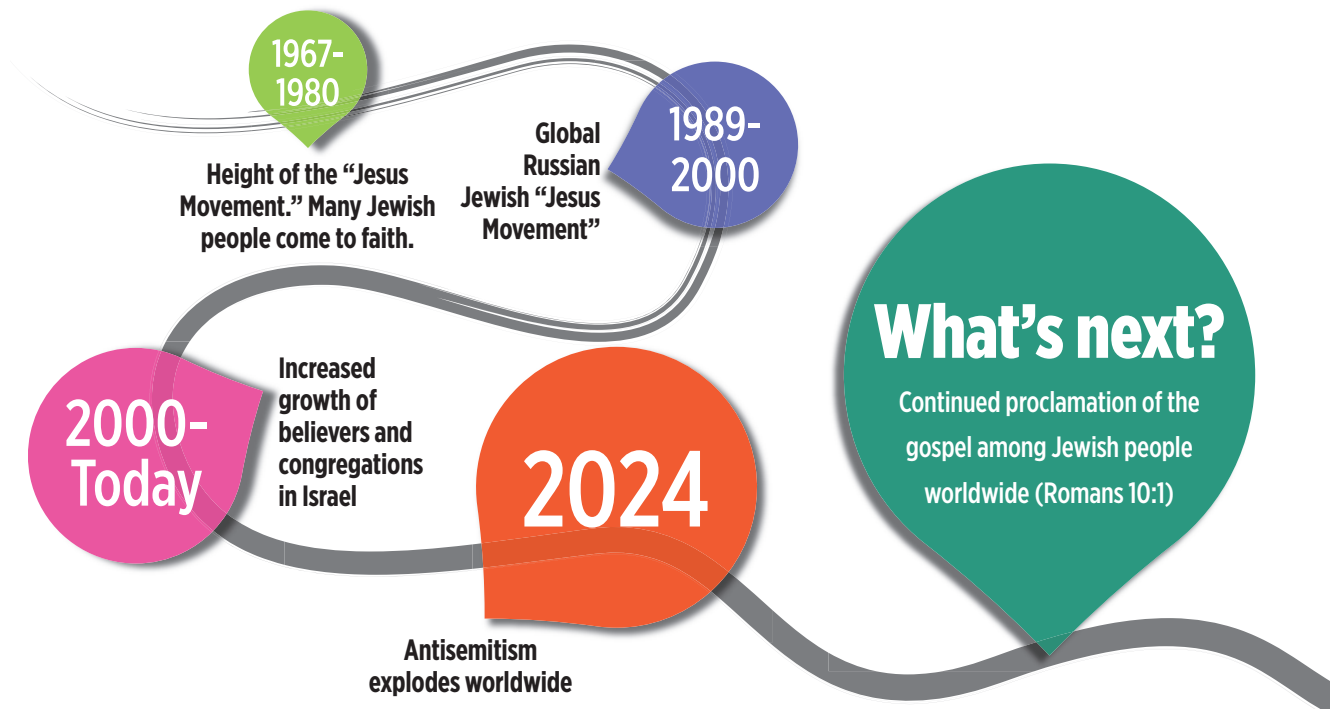 1967-
1980
Height of the “Jesus
Movement.” Many Jewish
people come to faith.
1989-
2000
Global
Russian
Jewish “Jesus
Movement”
2000-
Today
Increased
growth of
believers and
congregations
in Israel
2024
Antisemitism
explodes worldwide
What’s next?
Continued proclamation of the
gospel among Jewish people
worldwide (Romans 10:1)